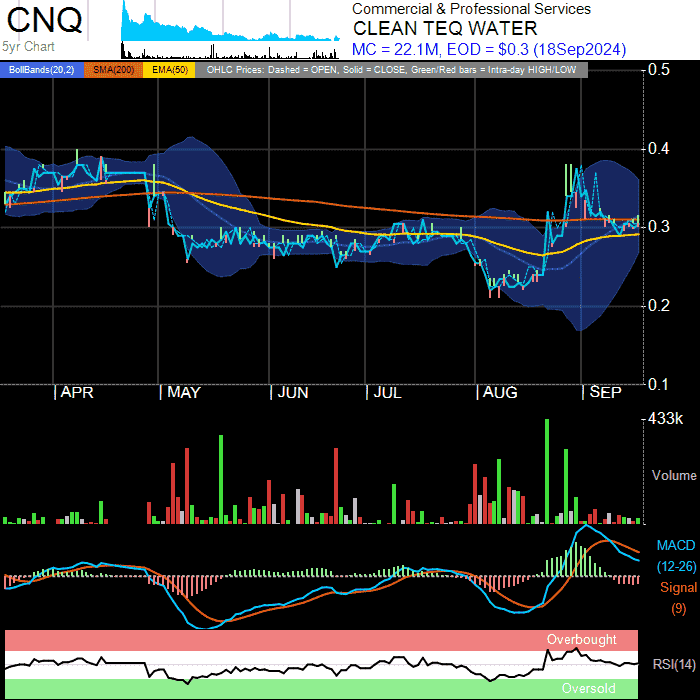 CNQ
5yr Chart
Commercial & Professional Services
CLEAN TEQ WATER
MC = 22.1M, EOD = $0.3 (18Sep2024)
BollBands(20,2) SMA(200) EMA(50) OHLC Prices: Dashed = OPEN, Solid = CLOSE, Green/Red bars = Intra-day HIGH/LOW
0.5
0.4
0.3
0.2
0.1
APR MAY JUN JUL AUG SEP
433k
Volume
MACD
(12-26)
Signal
(9)
Overbought
RSI(14)
Oversold